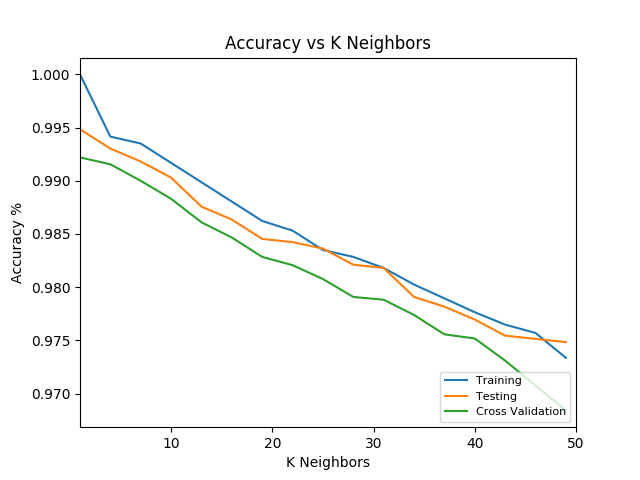 Accuracy vs K Neighbors
Accuracy %
1.000
0.995
0.990
0.985
0.980
0.975
0.970
10
20
30
40
50
K Neighbors
Training
Testing
Cross Validation